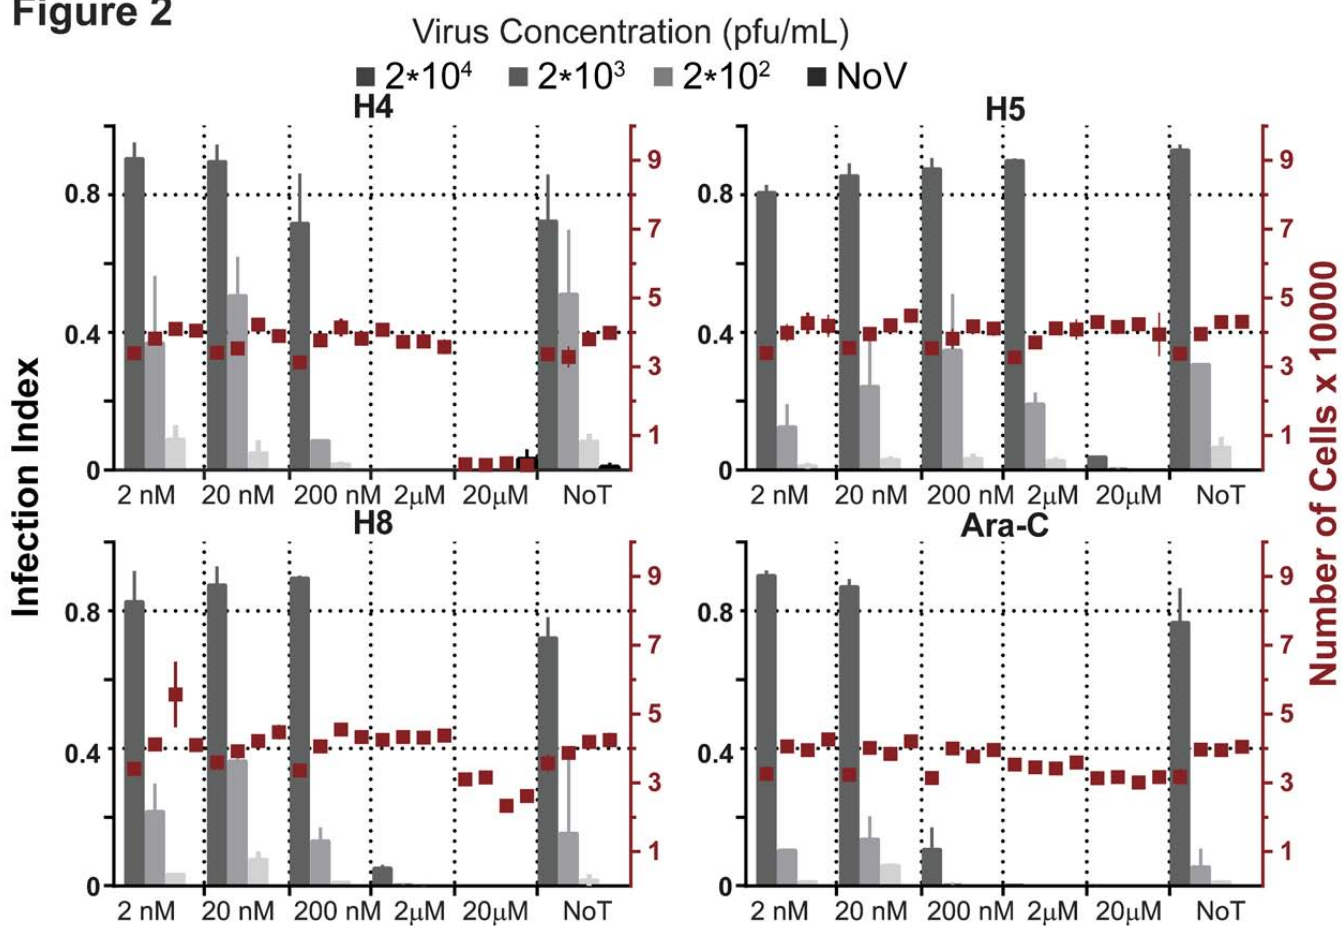 Figure 2
Virus Concentration (pfu/mL)
2*10⁴ 2*10³ 2*10² NoV
H4 H5
0.8 9 0.8 9
7 7
5 5
0.4 0.4
3 3
1 1
0 0
2 nM 20 nM 200 nM 2µM 20µM NoT 2 nM 20 nM 200 nM 2µM 20µM NoT
H8 Ara-C
0.8 9 0.8 9
7 7
5 5
0.4 0.4
3 3
1 1
0 0
2 nM 20 nM 200 nM 2µM 20µM NoT 2 nM 20 nM 200 nM 2µM 20µM NoT
Infection Index
Number of Cells x 10000